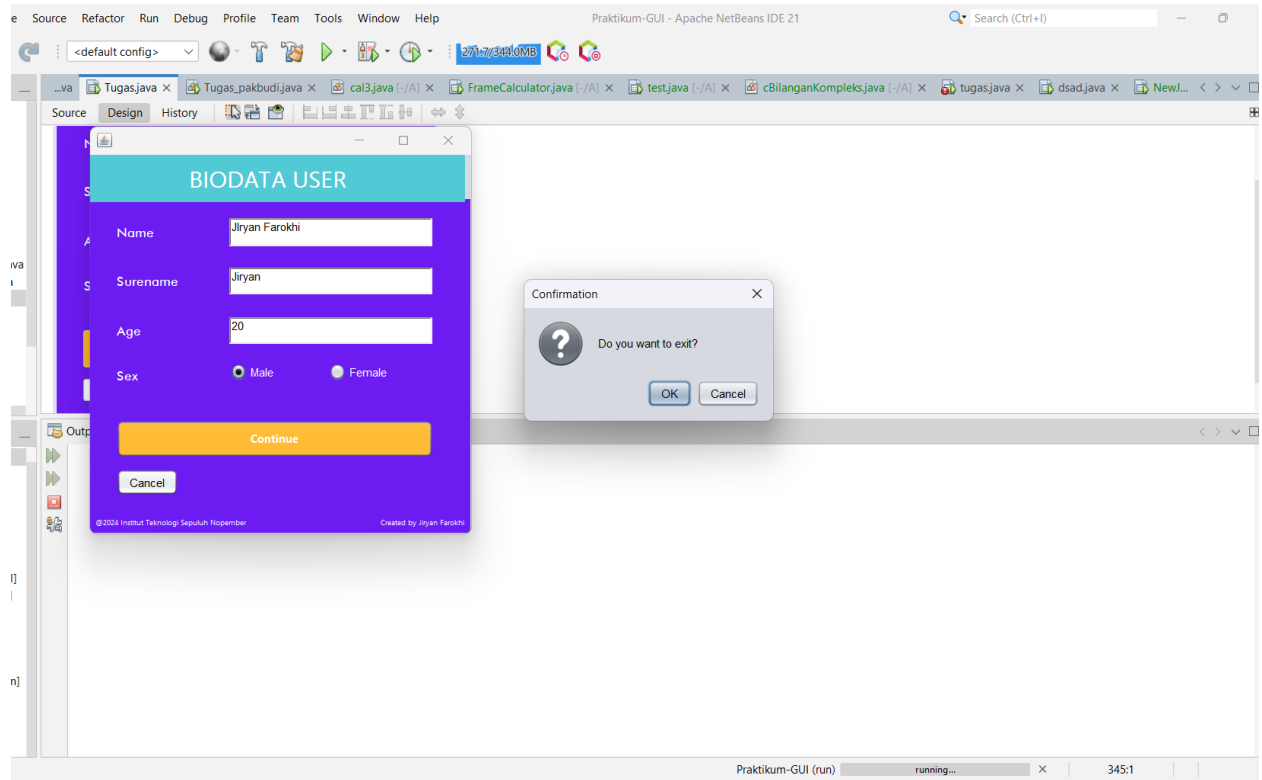 e Source Refactor Run Debug Profile Team Tools Window Help Praktikum-GUI - Apache NetBeans IDE 21 Search (Ctrl+I)
<default config> 271.7/344.0MB
...va Tugas.java Tugas_pakbudi.java cal3.java [-/A] FrameCalculator.java [-/A] test.java [-/A] cBilanganKompleks.java [-/A] tugas.java dsad.java NewJ...
Source Design History
BIODATA USER
Name JIryan Farokhi
Surename Jiryan
Age 20
Sex Male Female
Continue
Cancel
@2024 Institut Teknologi Sepuluh Nopember Created by Jiryan Farokhi
Confirmation
Do you want to exit?
OK Cancel
Outp
Praktikum-GUI (run) running... 345:1